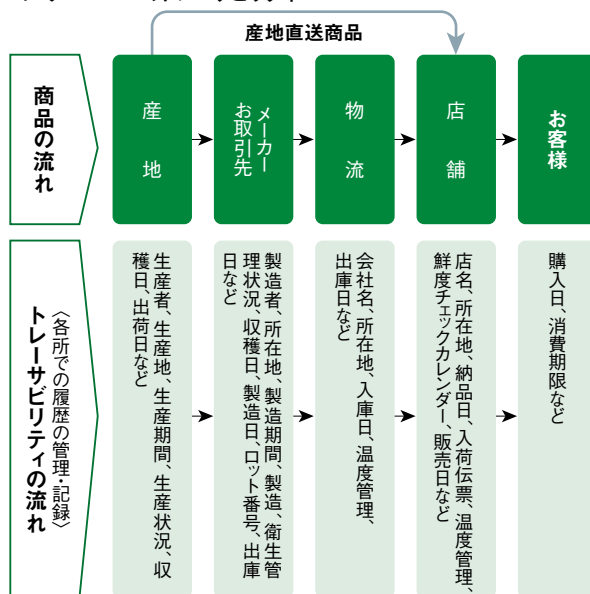 産地直送商品
商品の流れ
産地
メーカー
お取引先
物流
店舗
お客様
〈各所での履歴の管理・記録〉
トレーサビリティの流れ
生産者、生産地、生産期間、生産状況、収
穫日、出荷日など
製造者、所在地、製造期間、製造、衛生管
理状況、収穫日、製造日、ロット番号、出庫
日など
会社名、所在地、入庫日、温度管理、
出庫日など
店名、所在地、納品日、入荷伝票、温度管理、
鮮度チェックカレンダー、販売日など
購入日、消費期限など